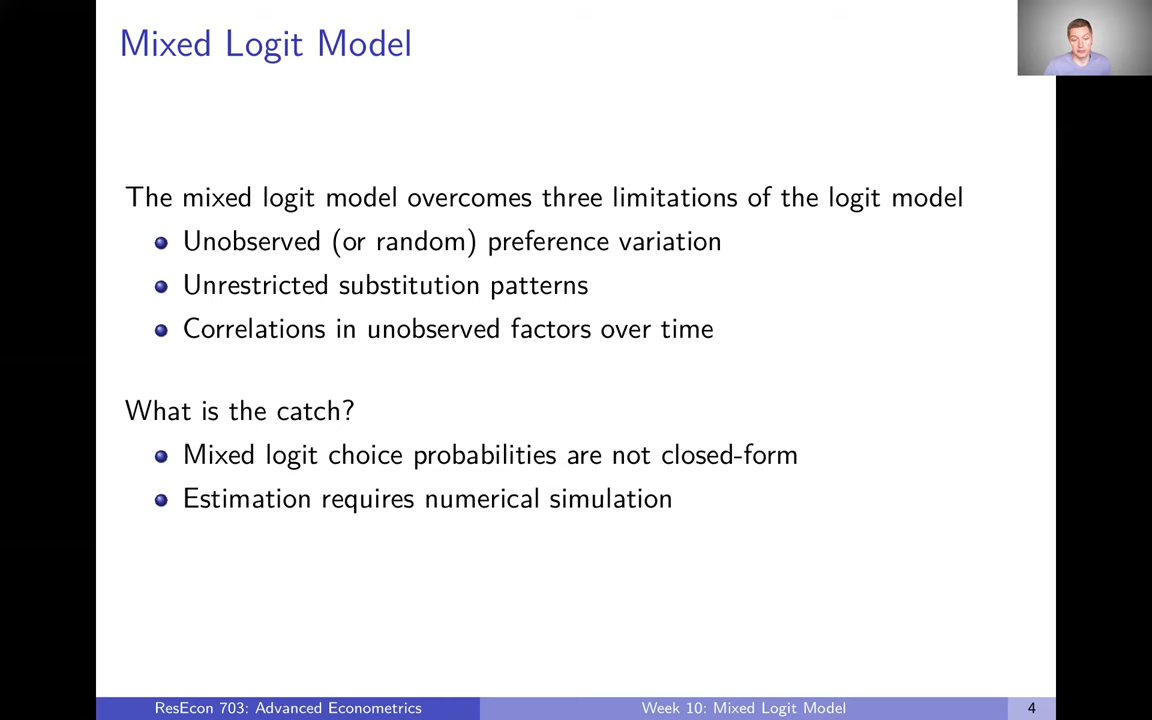 Mixed Logit Model
The mixed logit model overcomes three limitations of the logit model
Unobserved (or random) preference variation
Unrestricted substitution patterns
Correlations in unobserved factors over time
What is the catch?
Mixed logit choice probabilities are not closed-form
Estimation requires numerical simulation
ResEcon 703: Advanced Econometrics
Week 10: Mixed Logit Model
4